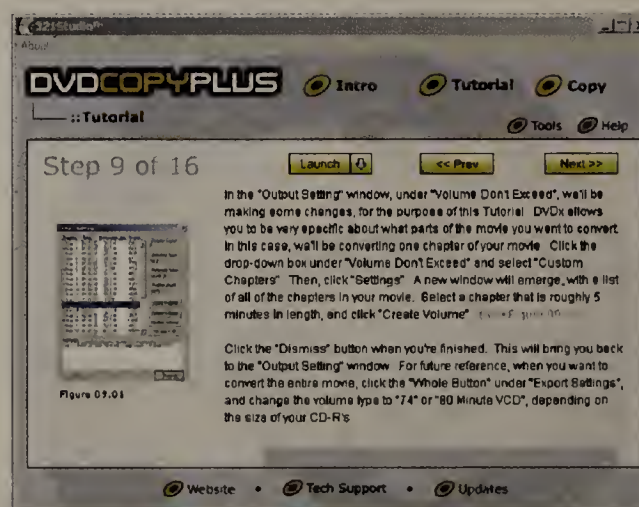 321Studio
About
DVDCOPYPLUS
Intro
Tutorial
Copy
::Tutorial
Tools
Help
Step 9 of 16
Launch
<< Prev
Next >>
In the "Output Setting" window, under "Volume Don't Exceed", we'll be
making some changes, for the purpose of this Tutorial DVDx allows
you to be very specific about what parts of the movie you want to convert
In this case, we'll be converting one chapter of your movie Click the
drop-down box under "Volume Don't Exceed" and select "Custom
Chapters" Then, click "Settings" A new window will emerge, with a list
of all of the chapters in your movie. Select a chapter that is roughly 5
minutes in length, and click "Create Volume"
Click the "Dismiss" button when you're finished. This will bring you back
to the "Output Setting" window For future reference, when you want to
convert the entire movie, click the "Whole Button" under "Export Settings",
and change the volume type to "74" or "80 Minute VCD", depending on
the size of your CD-R's
Figure 09.01
Website • Tech Support • Updates